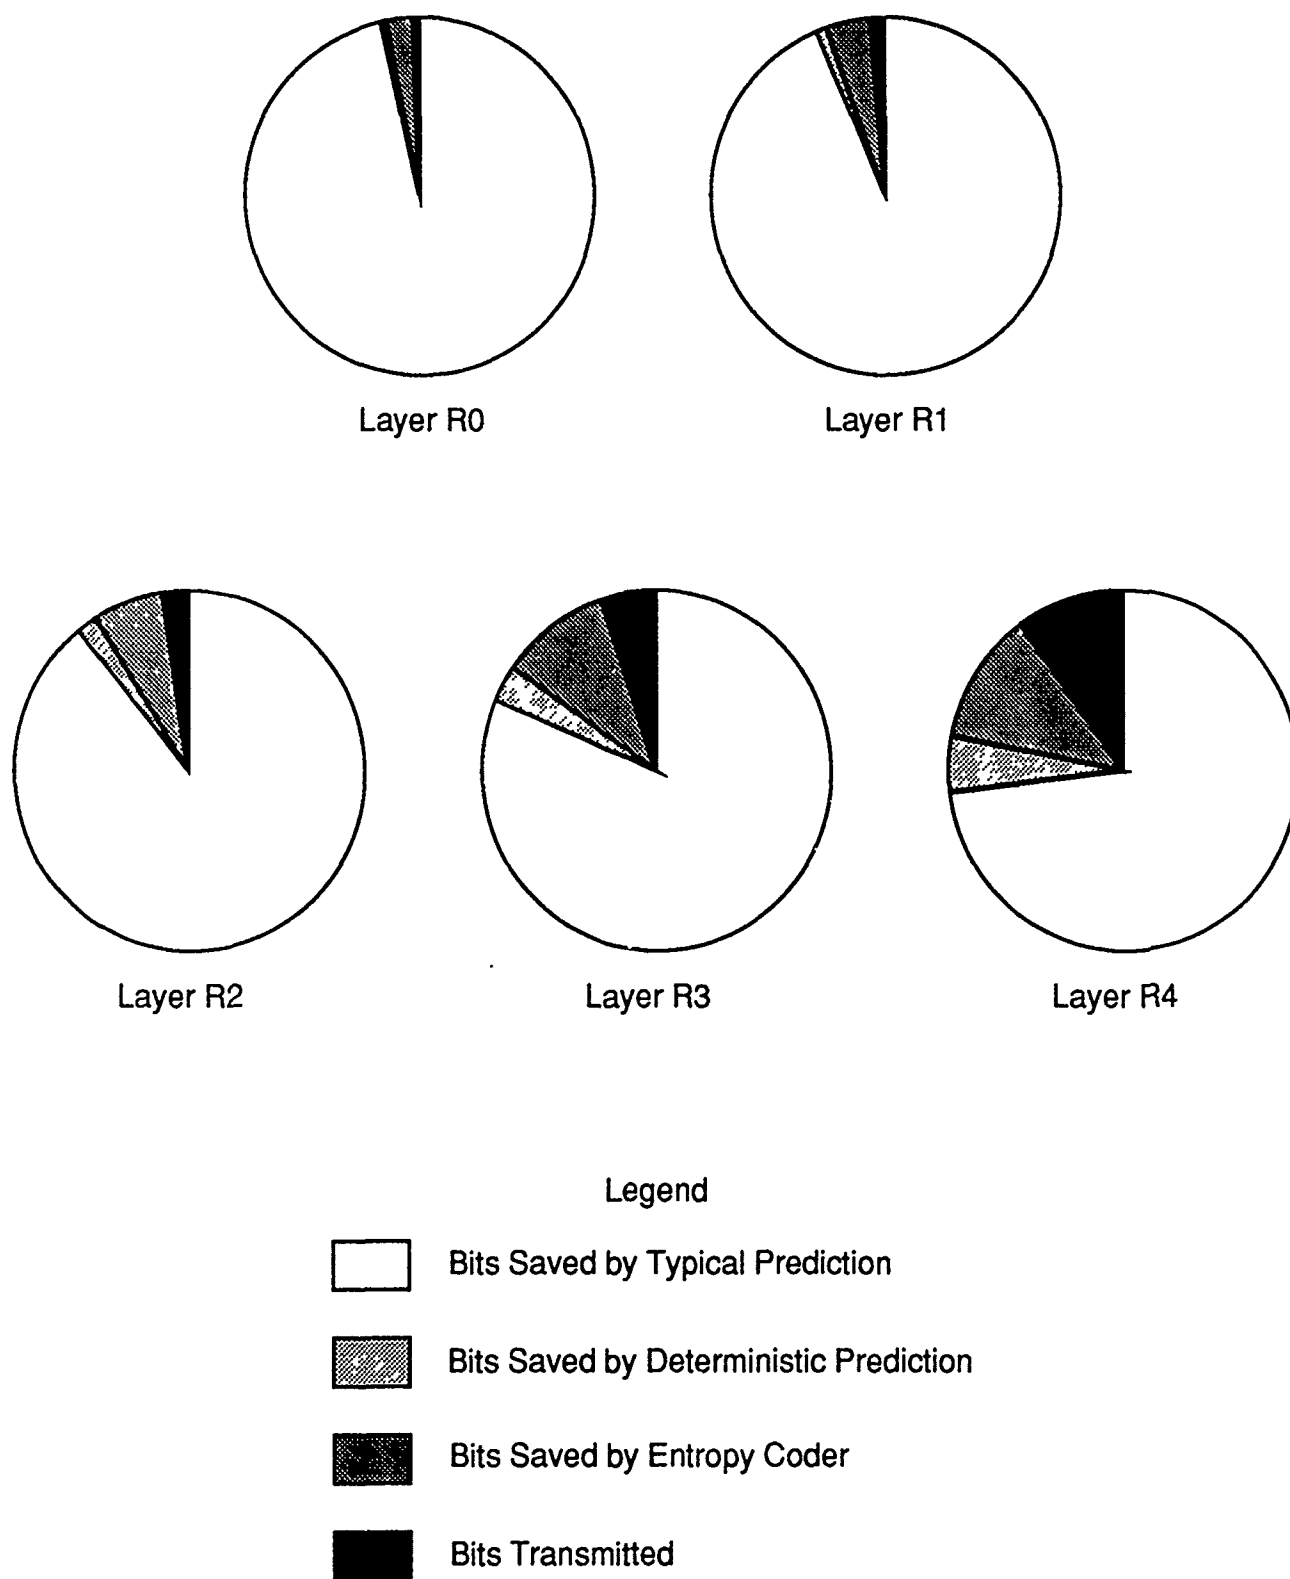 Layer R0
Layer R1
Layer R2
Layer R3
Layer R4
Legend
Bits Saved by Typical Prediction
Bits Saved by Deterministic Prediction
Bits Saved by Entropy Coder
Bits Transmitted